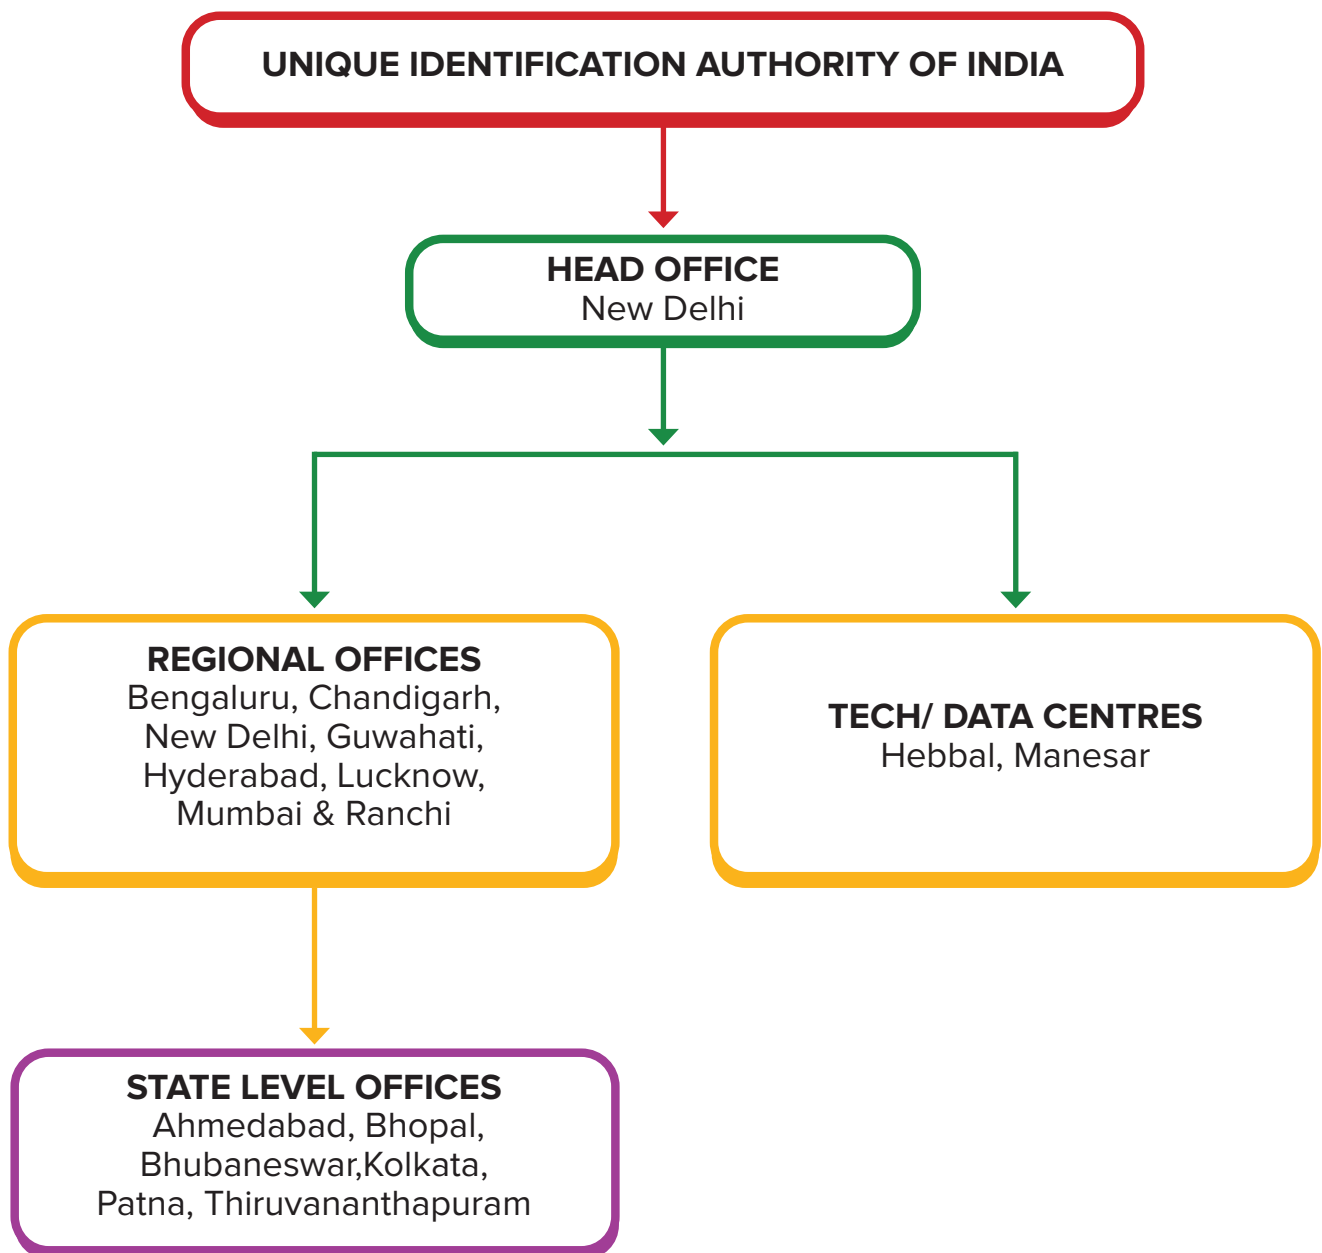 UNIQUE IDENTIFICATION AUTHORITY OF INDIA
HEAD OFFICE
New Delhi
REGIONAL OFFICES
Bengaluru, Chandigarh,
New Delhi, Guwahati,
Hyderabad, Lucknow,
Mumbai & Ranchi
TECH/ DATA CENTRES
Hebbal, Manesar
STATE LEVEL OFFICES
Ahmedabad, Bhopal,
Bhubaneswar,Kolkata,
Patna, Thiruvananthapuram